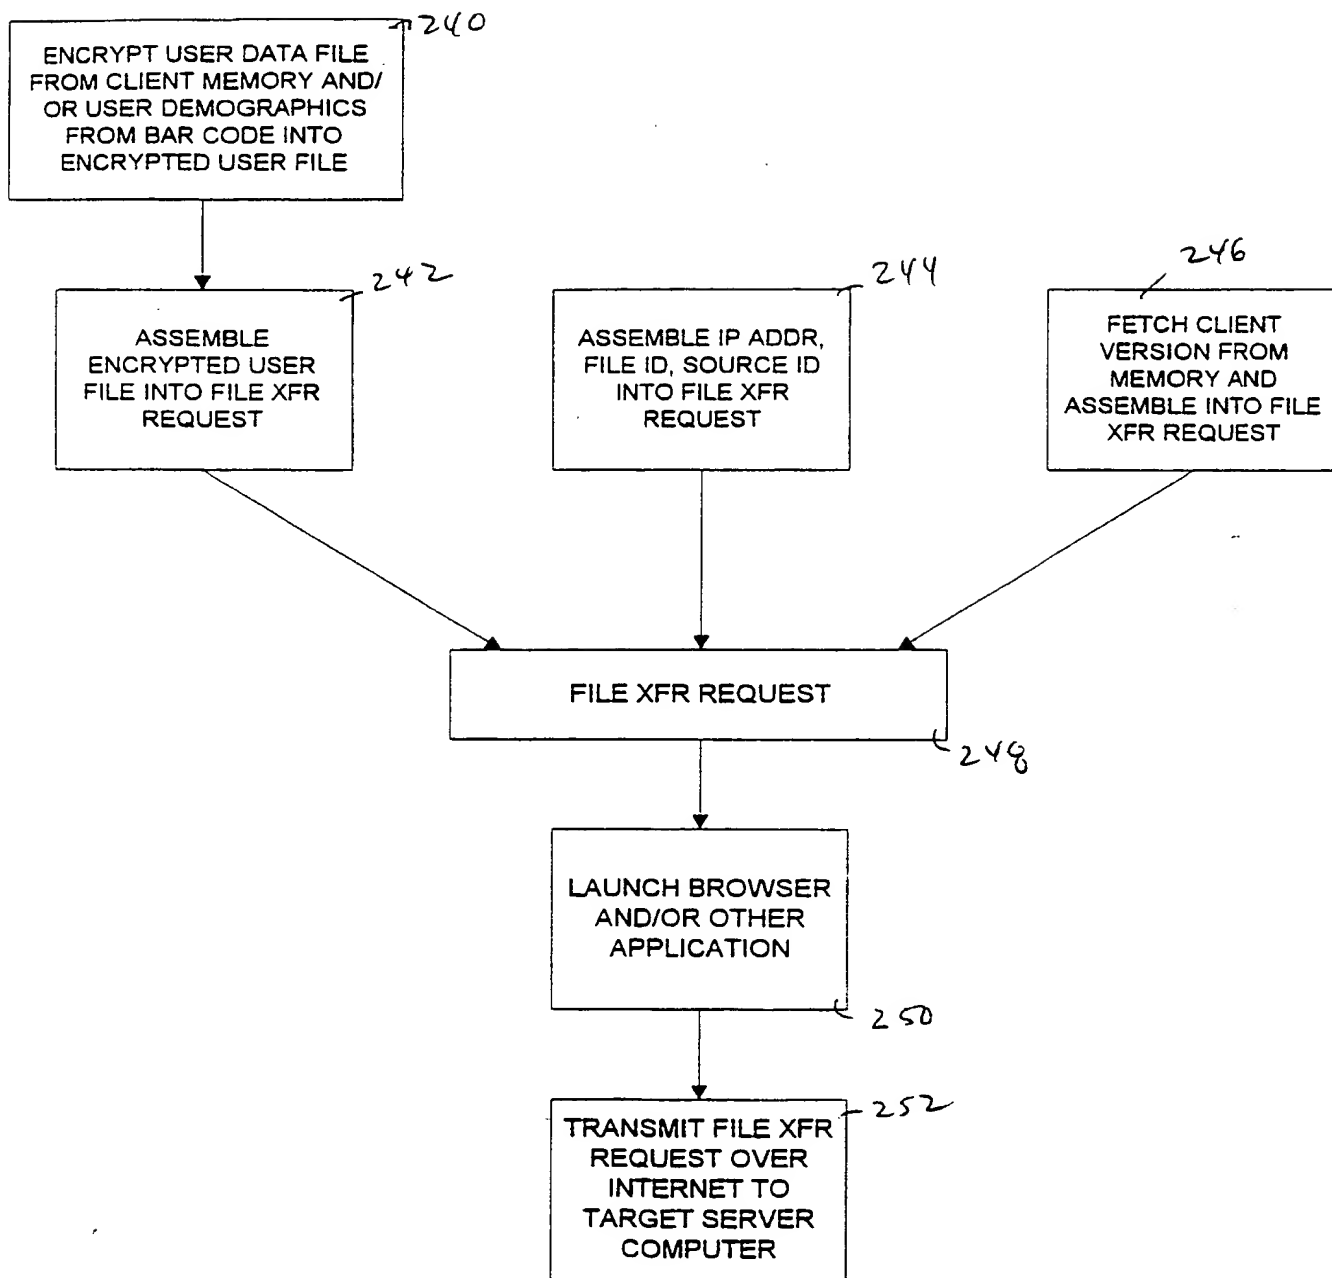 240
ENCRYPT USER DATA FILE
FROM CLIENT MEMORY AND/
OR USER DEMOGRAPHICS
FROM BAR CODE INTO
ENCRYPTED USER FILE
242
ASSEMBLE
ENCRYPTED USER
FILE INTO FILE XFR
REQUEST
244
ASSEMBLE IP ADDR,
FILE ID, SOURCE ID
INTO FILE XFR
REQUEST
246
FETCH CLIENT
VERSION FROM
MEMORY AND
ASSEMBLE INTO FILE
XFR REQUEST
FILE XFR REQUEST
248
LAUNCH BROWSER
AND/OR OTHER
APPLICATION
250
252
TRANSMIT FILE XFR
REQUEST OVER
INTERNET TO
TARGET SERVER
COMPUTER